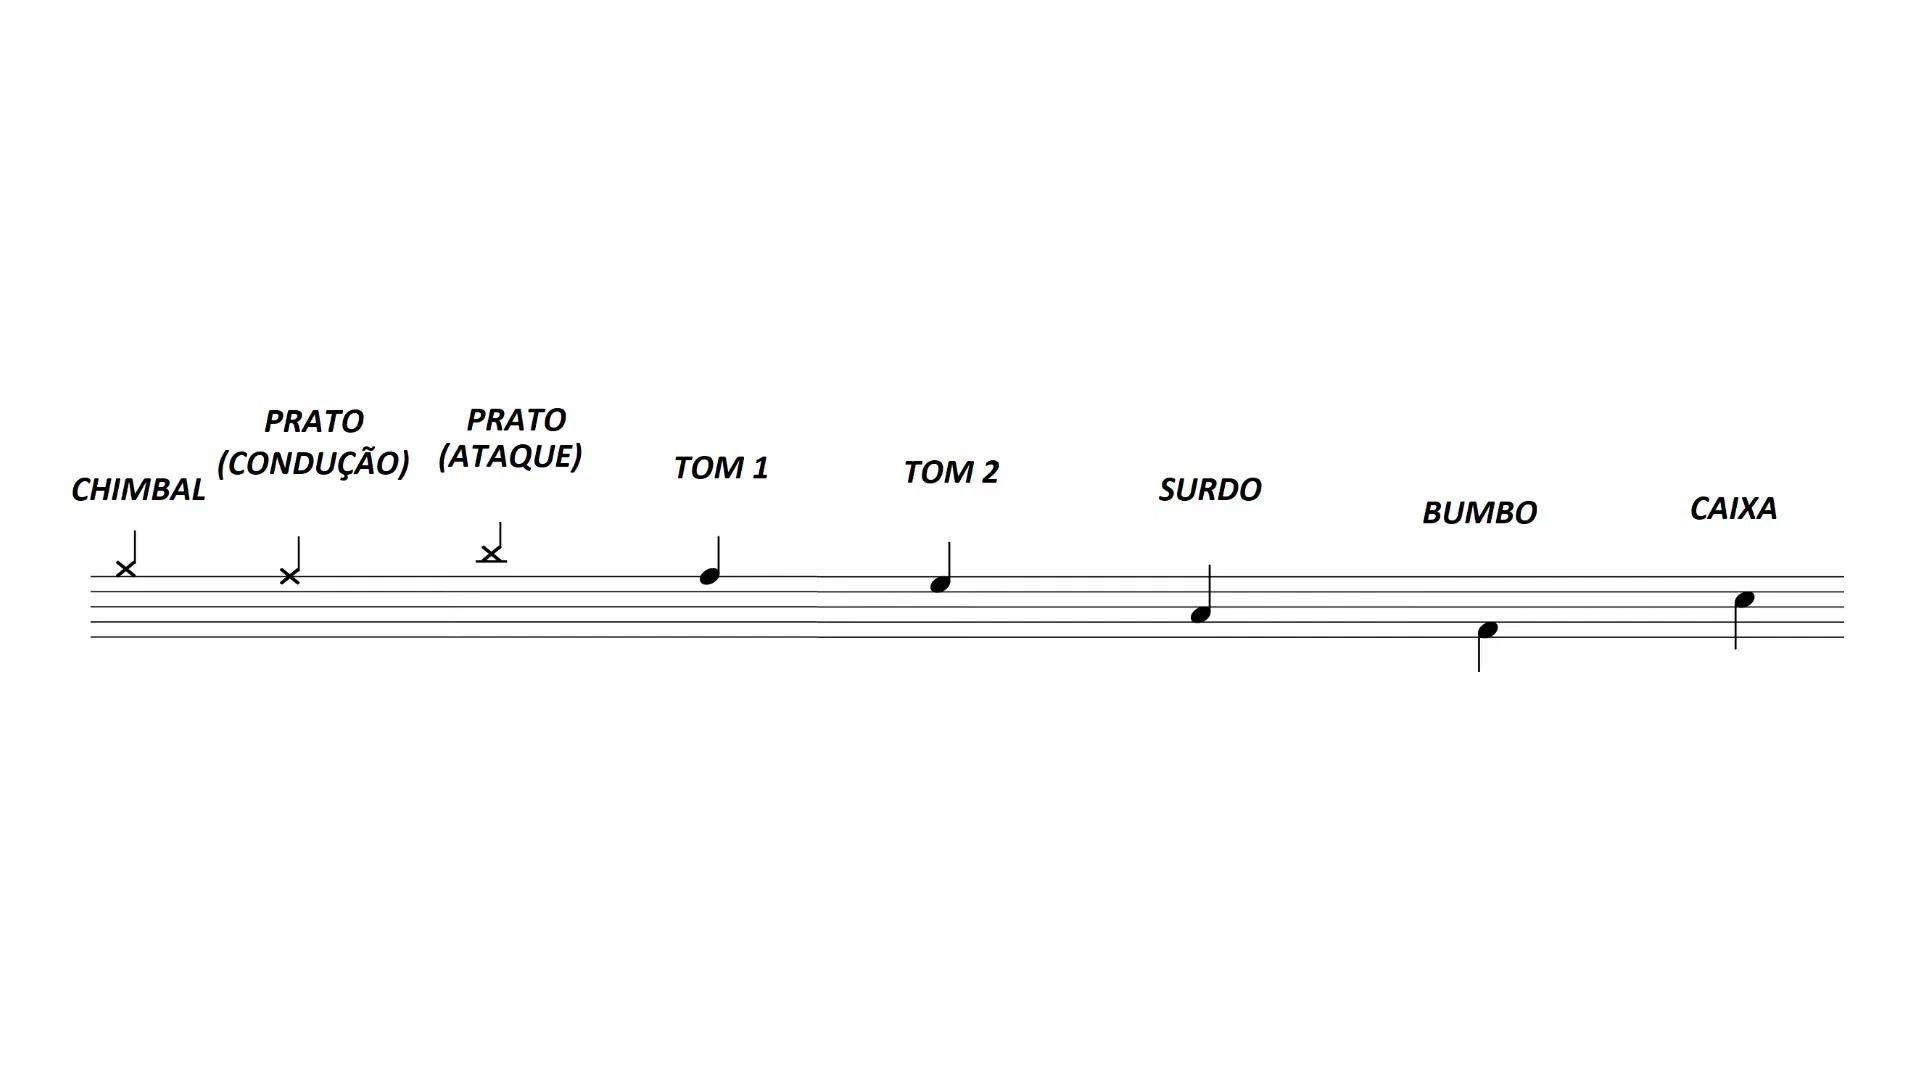 CHIMBAL
PRATO
(CONDUÇÃO)
PRATO
(ATAQUE)
TOM 1
TOM 2
SURDO
BUMBO
CAIXA